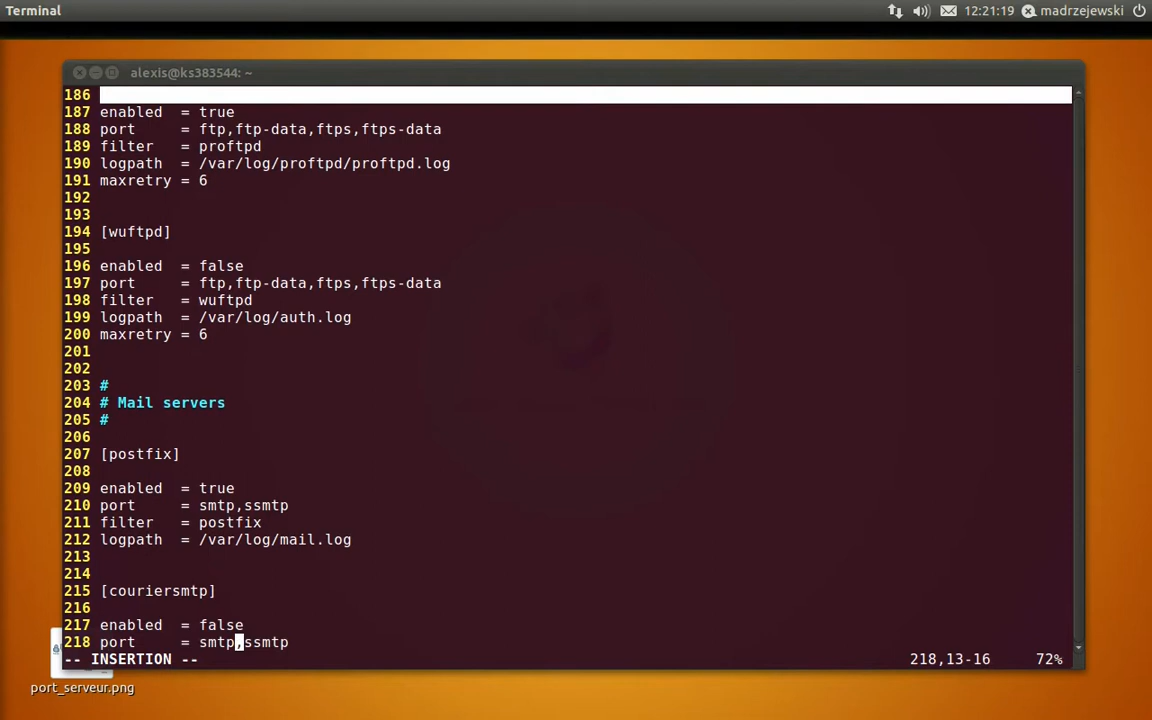 Terminal
12:21:19 madrzejewski
alexis@ks383544: ~
186
187 enabled  = true
188 port     = ftp,ftp-data,ftps,ftps-data
189 filter   = proftpd
190 logpath  = /var/log/proftpd/proftpd.log
191 maxretry = 6
192
193
194 [wuftpd]
195
196 enabled  = false
197 port     = ftp,ftp-data,ftps,ftps-data
198 filter   = wuftpd
199 logpath  = /var/log/auth.log
200 maxretry = 6
201
202
203 #
204 # Mail servers
205 #
206
207 [postfix]
208
209 enabled  = true
210 port     = smtp,ssmtp
211 filter   = postfix
212 logpath  = /var/log/mail.log
213
214
215 [couriersmtp]
216
217 enabled  = false
218 port     = smtp,ssmtp
-- INSERTION -- 218,13-16 72%
port_serveur.png